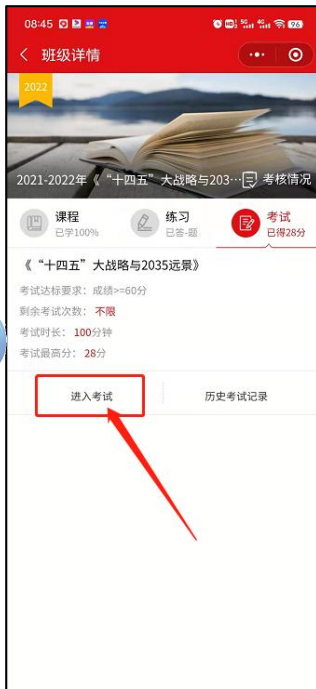 08:45
96
班级详情
2022
2021-2022年《“十四五”大战略与203… 考核情况
课程
已学100%
练习
已答-题
考试
已得28分
《“十四五”大战略与2035远景》
考试达标要求：成绩>=60分
剩余考试次数：不限
考试时长：100分钟
考试最高分：28分
进入考试
历史考试记录